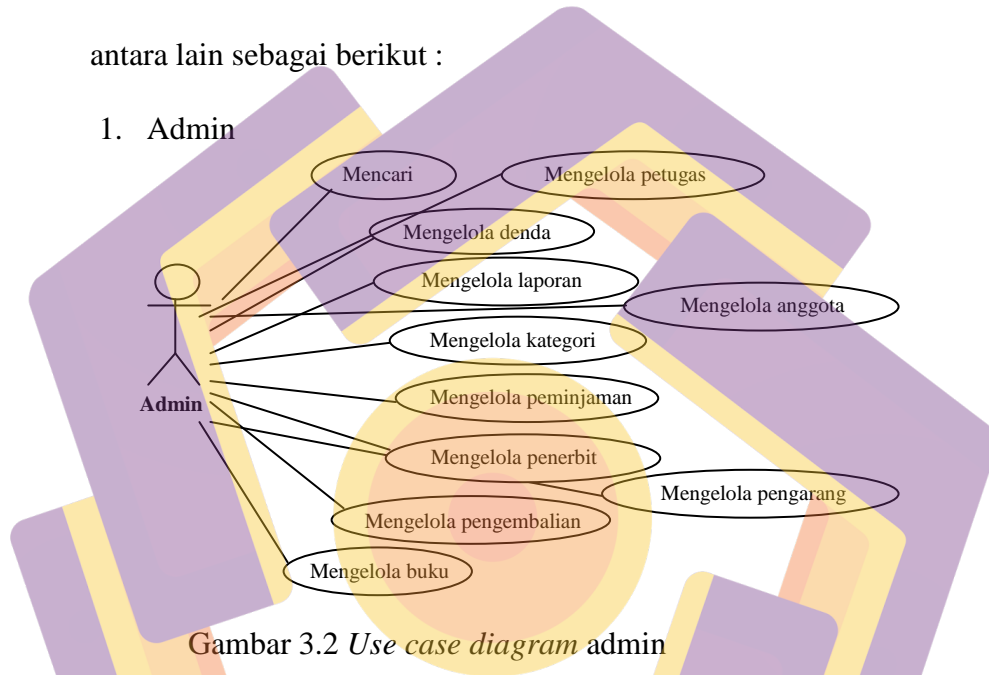 antara lain sebagai berikut :
1. Admin
Mencari
Mengelola petugas
Mengelola denda
Mengelola laporan
Mengelola anggota
Mengelola kategori
Mengelola peminjaman
Admin
Mengelola penerbit
Mengelola pengarang
Mengelola pengembalian
Mengelola buku
Gambar 3.2 Use case diagram admin